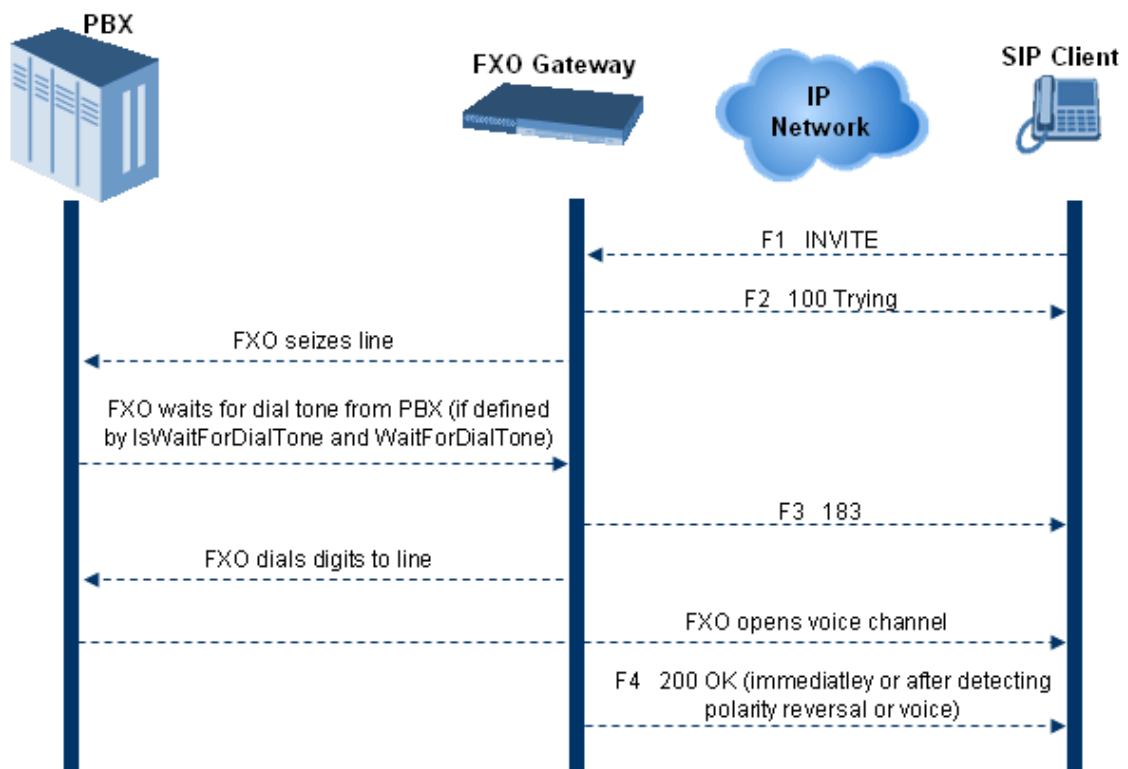 PBX
FXO Gateway
IP
Network
SIP Client
F1 INVITE
F2 100 Trying
FXO seizes line
FXO waits for dial tone from PBX (if defined
by IsWaitForDialTone and WaitForDialTone)
F3 183
FXO dials digits to line
FXO opens voice channel
F4 200 OK (immediatley or after detecting
polarity reversal or voice)